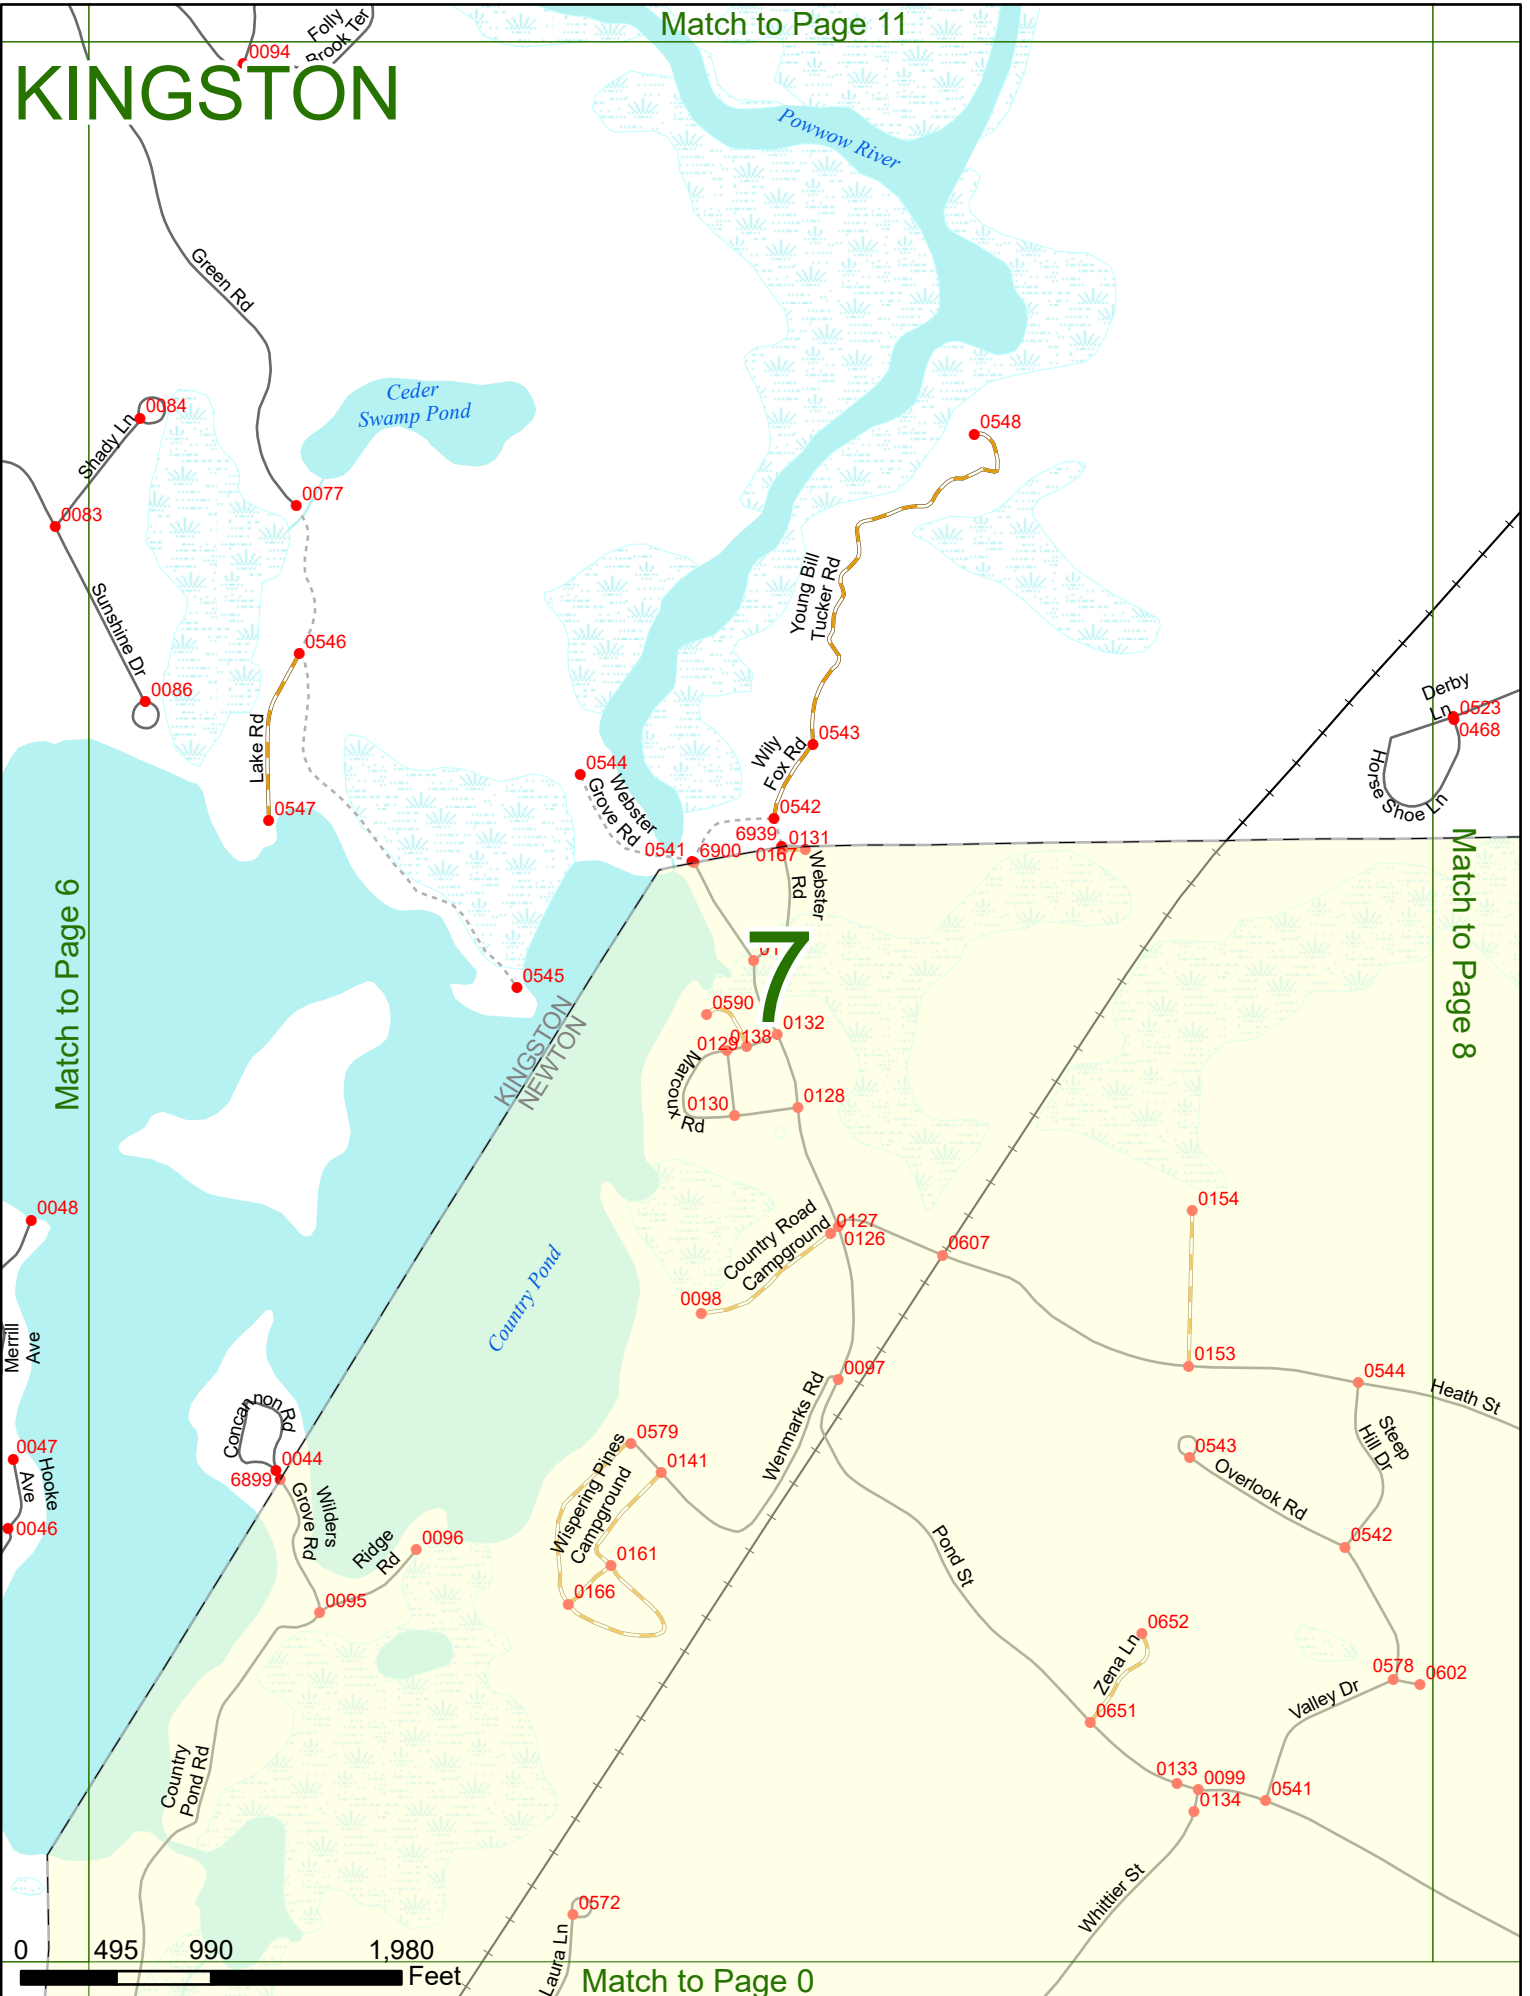 Match to Page 11
Folly
Brook Ter
0094
KINGSTON
Powwow River
Green Rd
Ceder
Swamp Pond
0084
Shady Ln
0548
0077
0083
Young Bill
Tucker Rd
Sunshine Dr
0546
0086
Derby
Ln
0523
0468
Lake Rd
Wily
Fox Rd
0543
0544
Webster
Grove Rd
Horse Shoe Ln
0547
0542
6939
0131
0541
6900
0167
Webster
Rd
Match to Page 6
Match to Page 8
7
0545
KINGSTON
NEWTON
0590
0132
0129
0138
Marcoux Rd
0130
0128
0048
0154
Country Road
Campground
0127
0126
0607
Country Pond
0098
Merrill
Ave
0153
0097
0544
Heath St
Concannon Rd
Wenmarks Rd
Steep
Hill Dr
0579
0047
0543
0044
0141
6899
Hooke
Ave
Overlook Rd
Wilders
Grove Rd
Wispering Pines
Campground
0046
0096
0542
Ridge
Rd
Pond St
0161
0166
0095
0652
Zena Ln
0578
0602
Valley Dr
0651
Country
Pond Rd
0133
0099
0541
0134
Whittier St
0572
Laura Ln
0 495 990 1,980
Feet
Match to Page 0